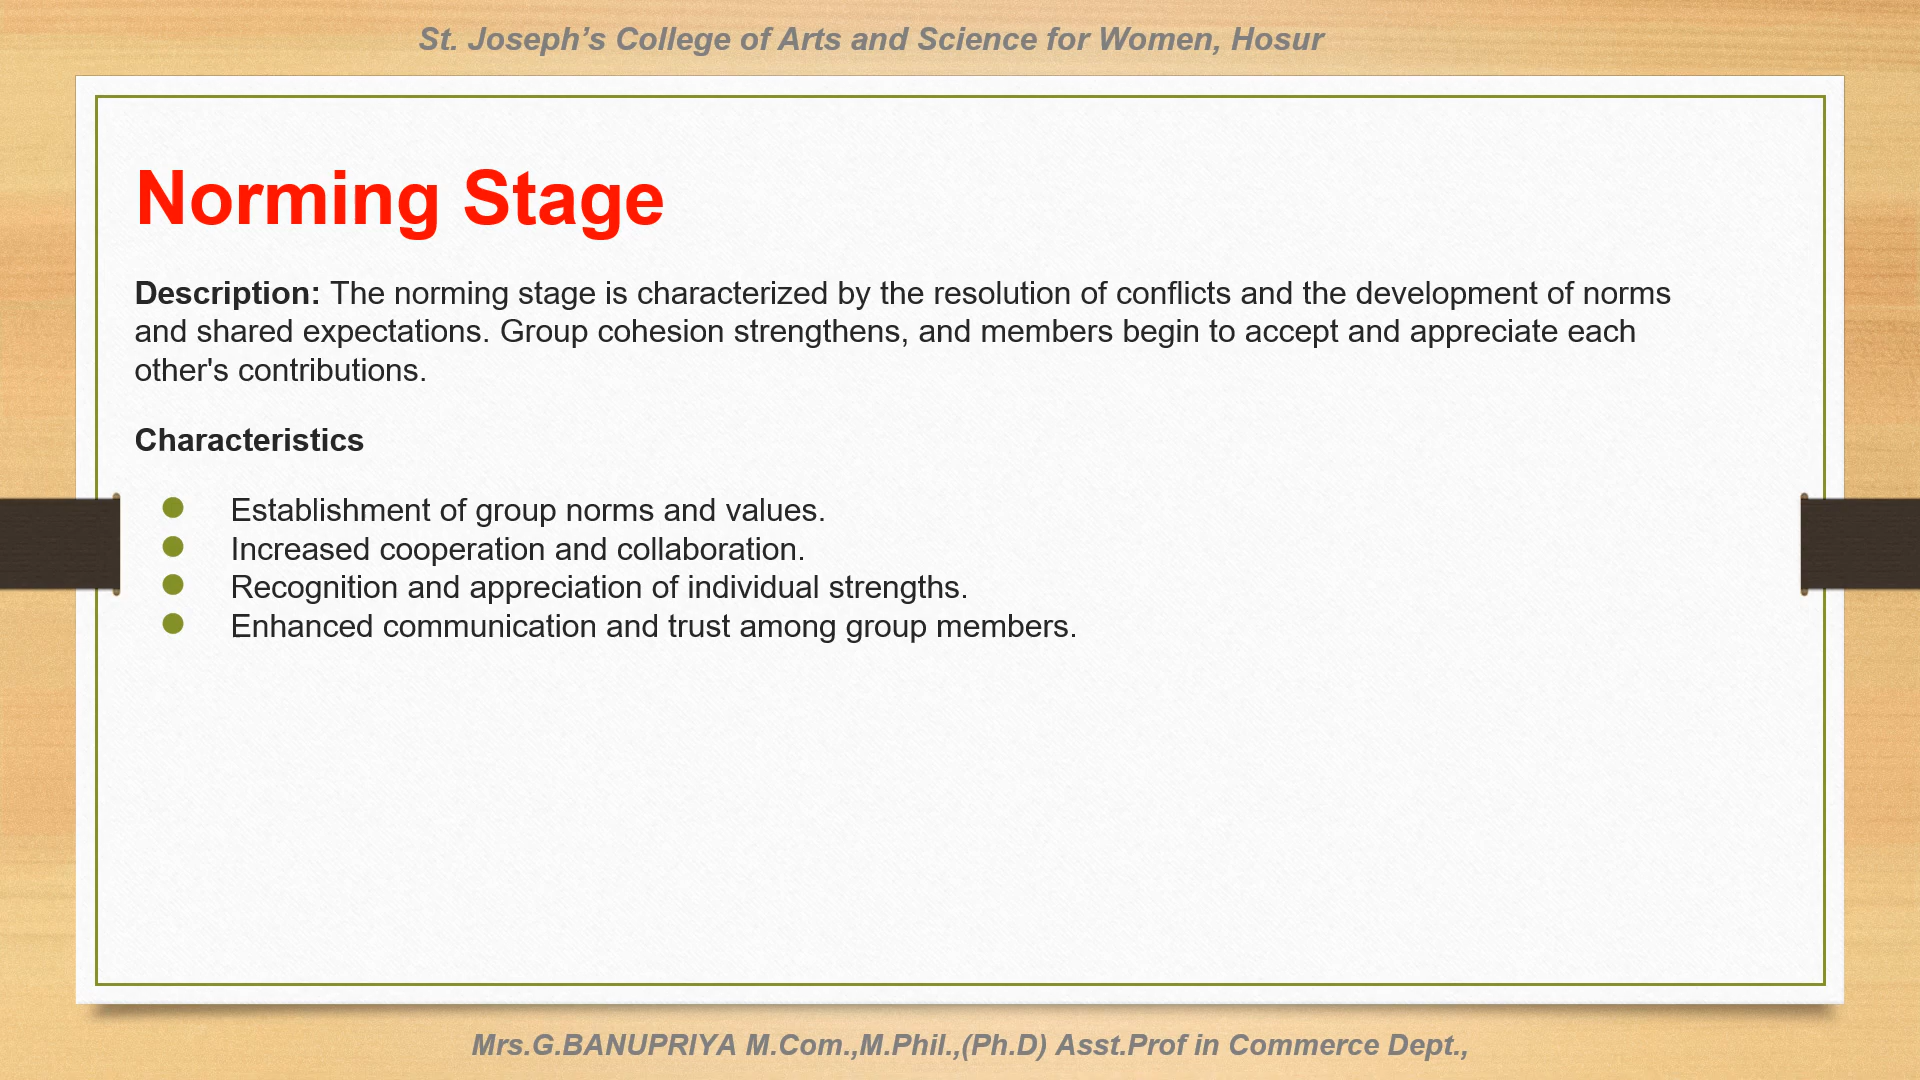 St. Joseph’s College of Arts and Science for Women, Hosur
Norming Stage
Description: The norming stage is characterized by the resolution of conflicts and the development of norms
and shared expectations. Group cohesion strengthens, and members begin to accept and appreciate each
other's contributions.
Characteristics
Establishment of group norms and values.
Increased cooperation and collaboration.
Recognition and appreciation of individual strengths.
Enhanced communication and trust among group members.
Mrs.G.BANUPRIYA M.Com.,M.Phil.,(Ph.D) Asst.Prof in Commerce Dept.,